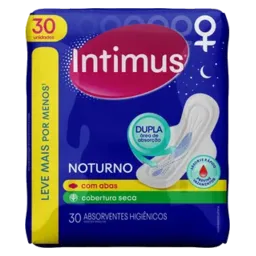 30
unidades
Intimus
LEVE MAIS POR MENOS!
DUPLA
área de
absorção
NOTURNO
com abas
cobertura seca
30 ABSORVENTES HIGIÊNICOS